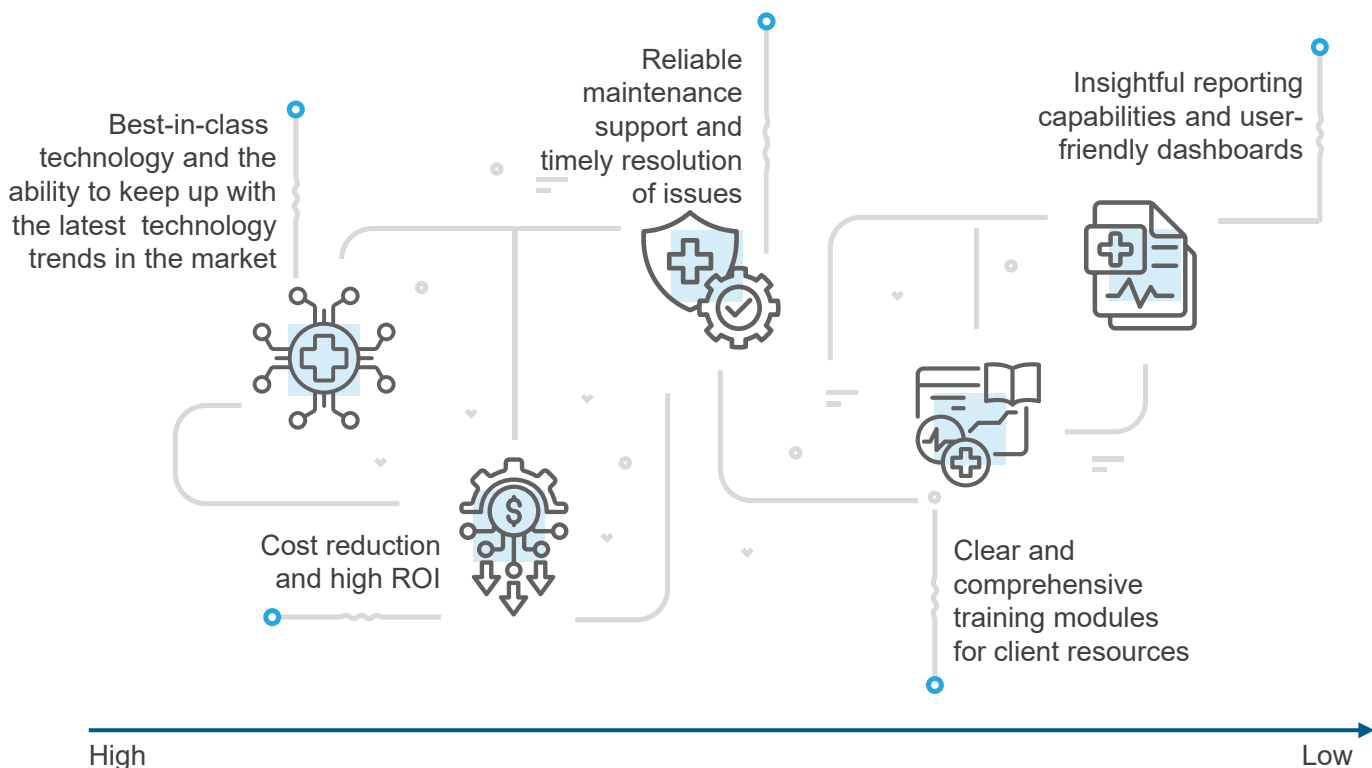 Best-in-class
technology and the
ability to keep up with
the latest technology
trends in the market
Cost reduction
and high ROI
$
Reliable
maintenance
support and
timely resolution
of issues
Clear and
comprehensive
training modules
for client resources
Insightful reporting
capabilities and user-
friendly dashboards
High
Low